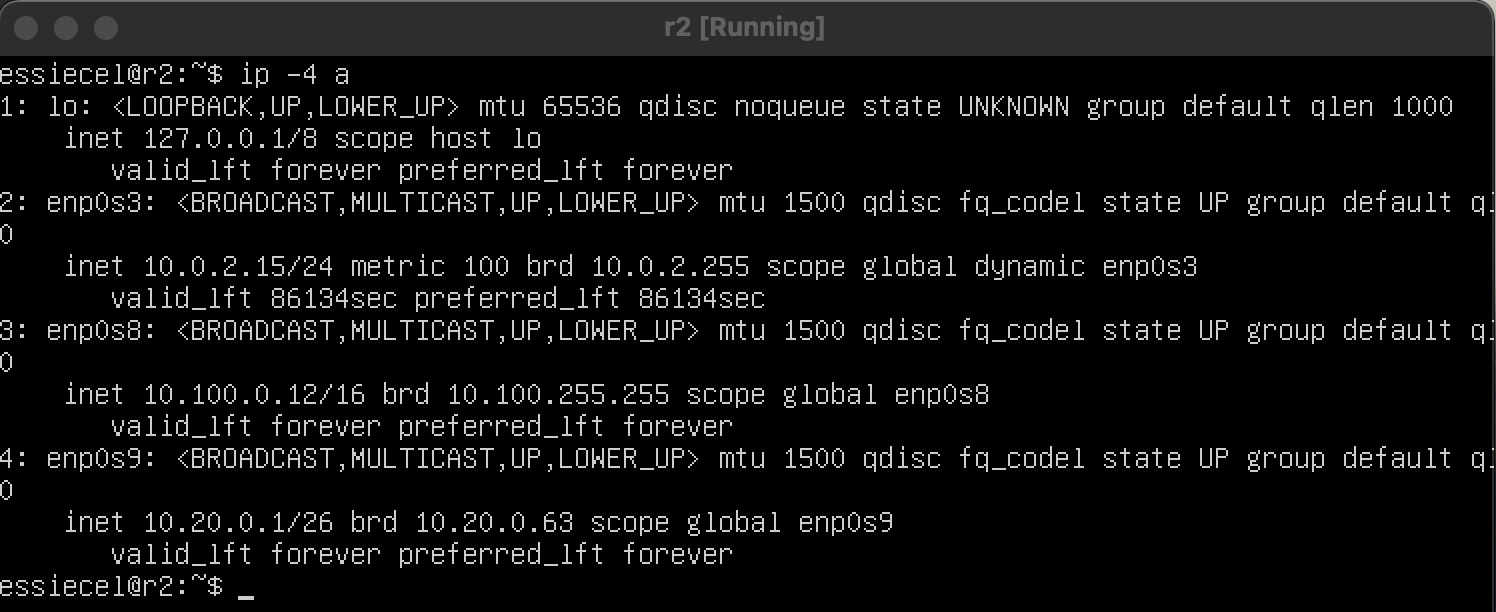 r2 [Running]
essiecel@r2:~$ ip -4 a
1: lo: <LOOPBACK,UP,LOWER_UP> mtu 65536 qdisc noqueue state UNKNOWN group default qlen 1000
    inet 127.0.0.1/8 scope host lo
       valid_lft forever preferred_lft forever
2: enp0s3: <BROADCAST,MULTICAST,UP,LOWER_UP> mtu 1500 qdisc fq_codel state UP group default ql
0
    inet 10.0.2.15/24 metric 100 brd 10.0.2.255 scope global dynamic enp0s3
       valid_lft 86134sec preferred_lft 86134sec
3: enp0s8: <BROADCAST,MULTICAST,UP,LOWER_UP> mtu 1500 qdisc fq_codel state UP group default ql
0
    inet 10.100.0.12/16 brd 10.100.255.255 scope global enp0s8
       valid_lft forever preferred_lft forever
4: enp0s9: <BROADCAST,MULTICAST,UP,LOWER_UP> mtu 1500 qdisc fq_codel state UP group default ql
0
    inet 10.20.0.1/26 brd 10.20.0.63 scope global enp0s9
       valid_lft forever preferred_lft forever
essiecel@r2:~$ _